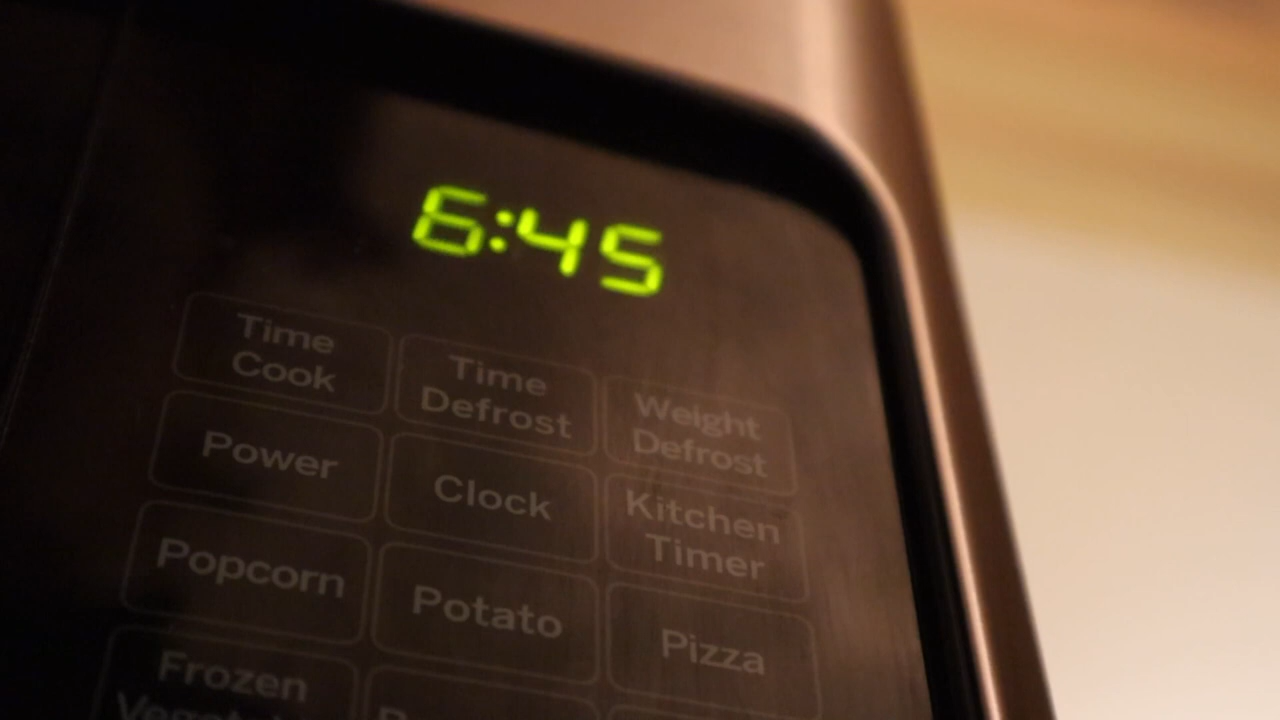 6:45
Time
Cook
Time
Defrost
Weight
Defrost
Power
Clock
Kitchen
Timer
Popcorn
Potato
Pizza
Frozen